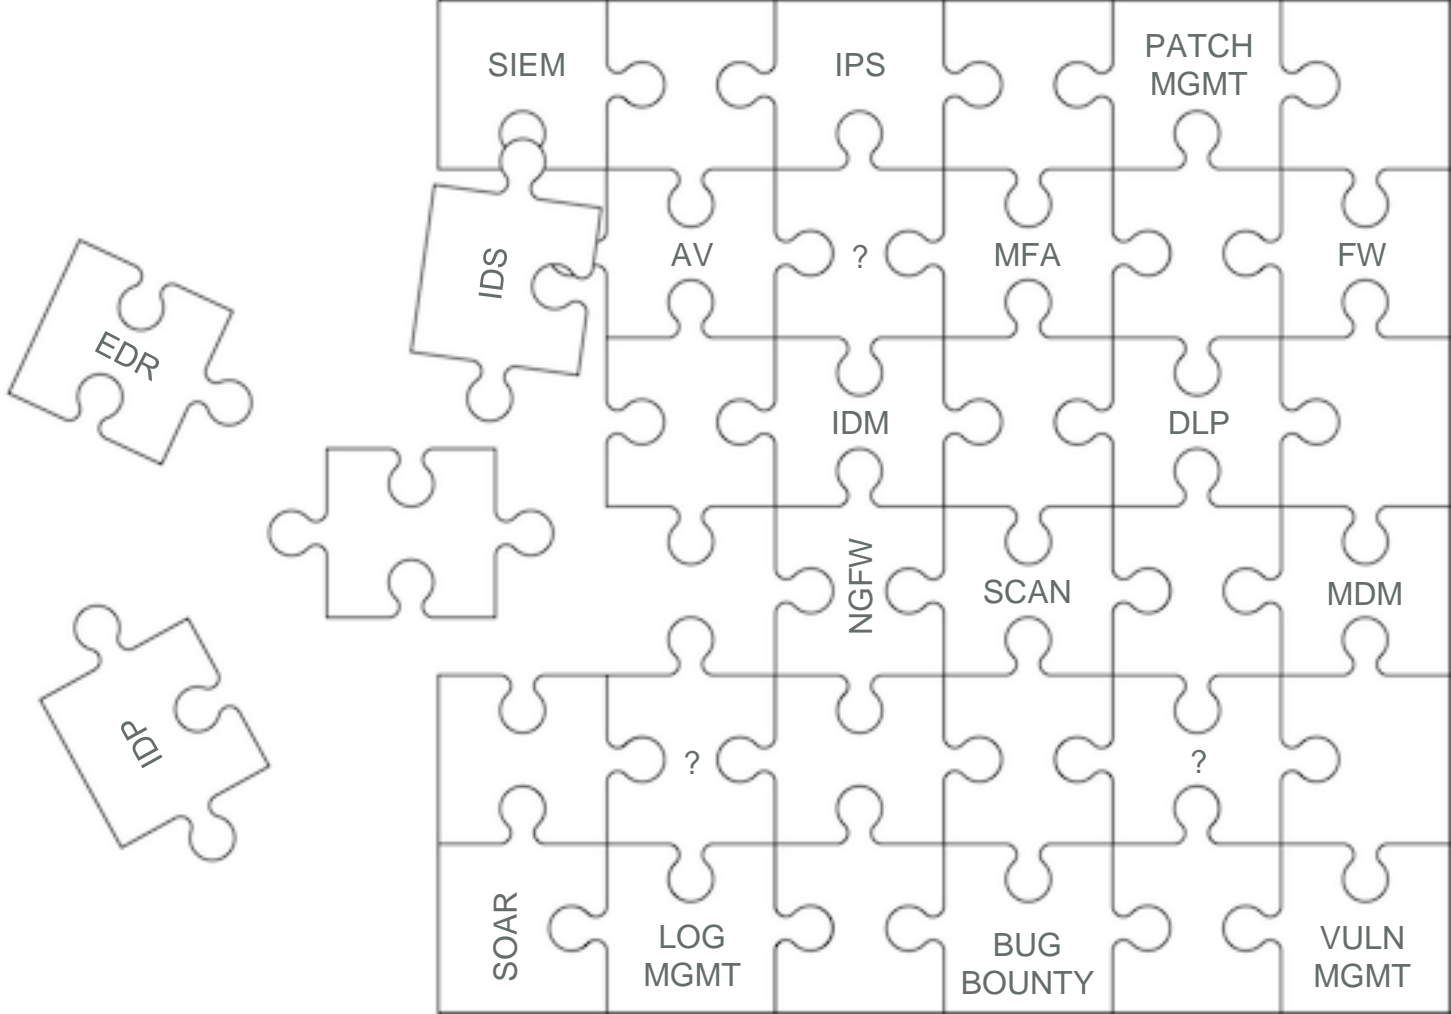 SIEM
IPS
PATCH
MGMT
IDS
AV
?
MFA
FW
EDR
IDM
DLP
NGFW
SCAN
MDM
IDP
?
?
SOAR
LOG
MGMT
BUG
BOUNTY
VULN
MGMT